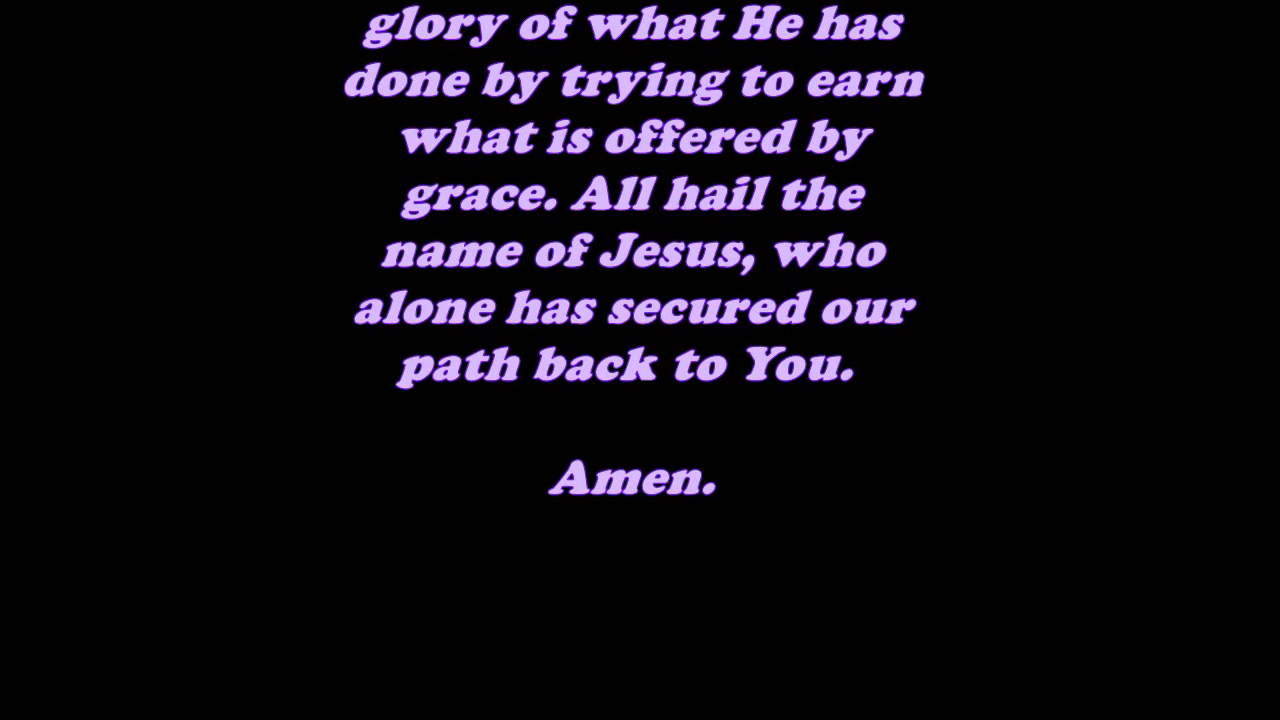 glory of what He has
done by trying to earn
what is offered by
grace. All hail the
name of Jesus, who
alone has secured our
path back to You.
Amen.